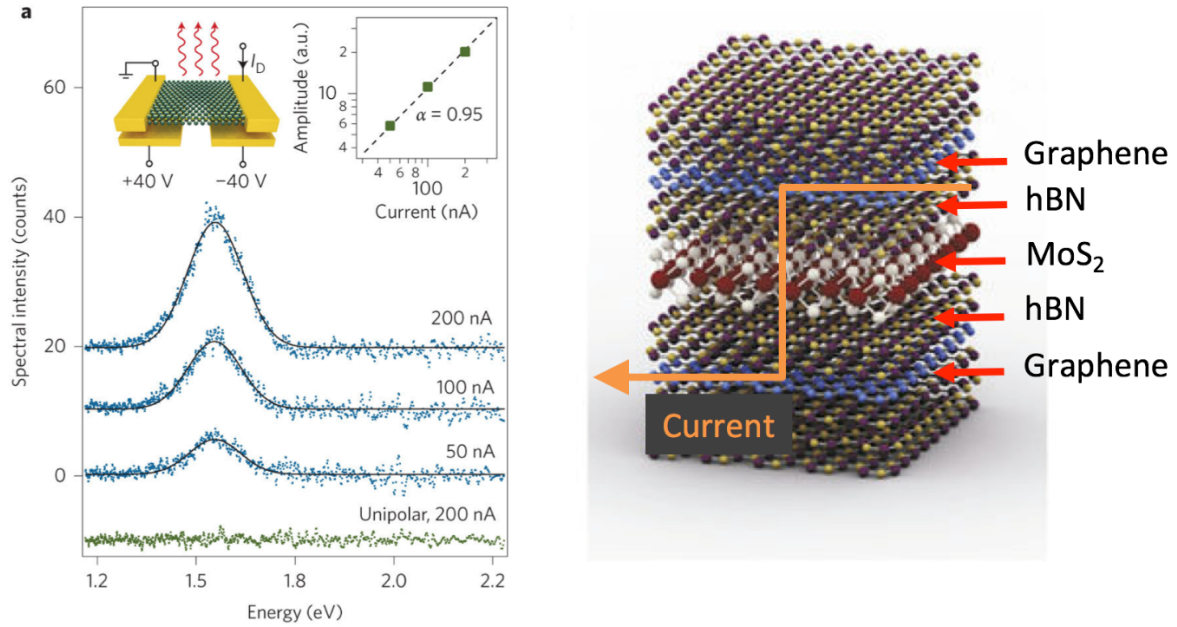 a
60
40
20
0
Spectral intensity (counts)
1.2
1.5
1.8
2.0
2.2
Energy (eV)
I_D
+40 V
−40 V
Amplitude (a.u.)
2
10
8
6
4
α = 0.95
4
6
8
100
2
Current (nA)
200 nA
100 nA
50 nA
Unipolar, 200 nA
Graphene
hBN
MoS₂
hBN
Graphene
Current